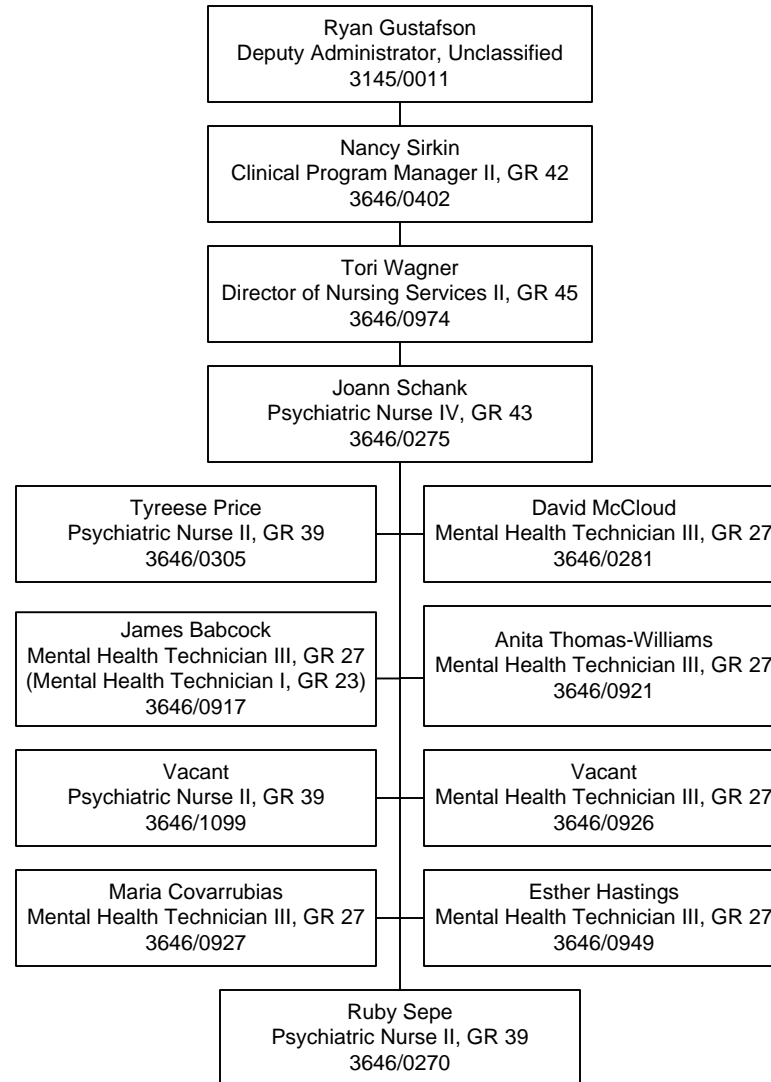 Ryan Gustafson
Deputy Administrator, Unclassified
3145/0011
Nancy Sirkin
Clinical Program Manager II, GR 42
3646/0402
Tori Wagner
Director of Nursing Services II, GR 45
3646/0974
Joann Schank
Psychiatric Nurse IV, GR 43
3646/0275
Tyreese Price
Psychiatric Nurse II, GR 39
3646/0305
David McCloud
Mental Health Technician III, GR 27
3646/0281
James Babcock
Mental Health Technician III, GR 27
(Mental Health Technician I, GR 23)
3646/0917
Anita Thomas-Williams
Mental Health Technician III, GR 27
3646/0921
Vacant
Psychiatric Nurse II, GR 39
3646/1099
Vacant
Mental Health Technician III, GR 27
3646/0926
Maria Covarrubias
Mental Health Technician III, GR 27
3646/0927
Esther Hastings
Mental Health Technician III, GR 27
3646/0949
Ruby Sepe
Psychiatric Nurse II, GR 39
3646/0270